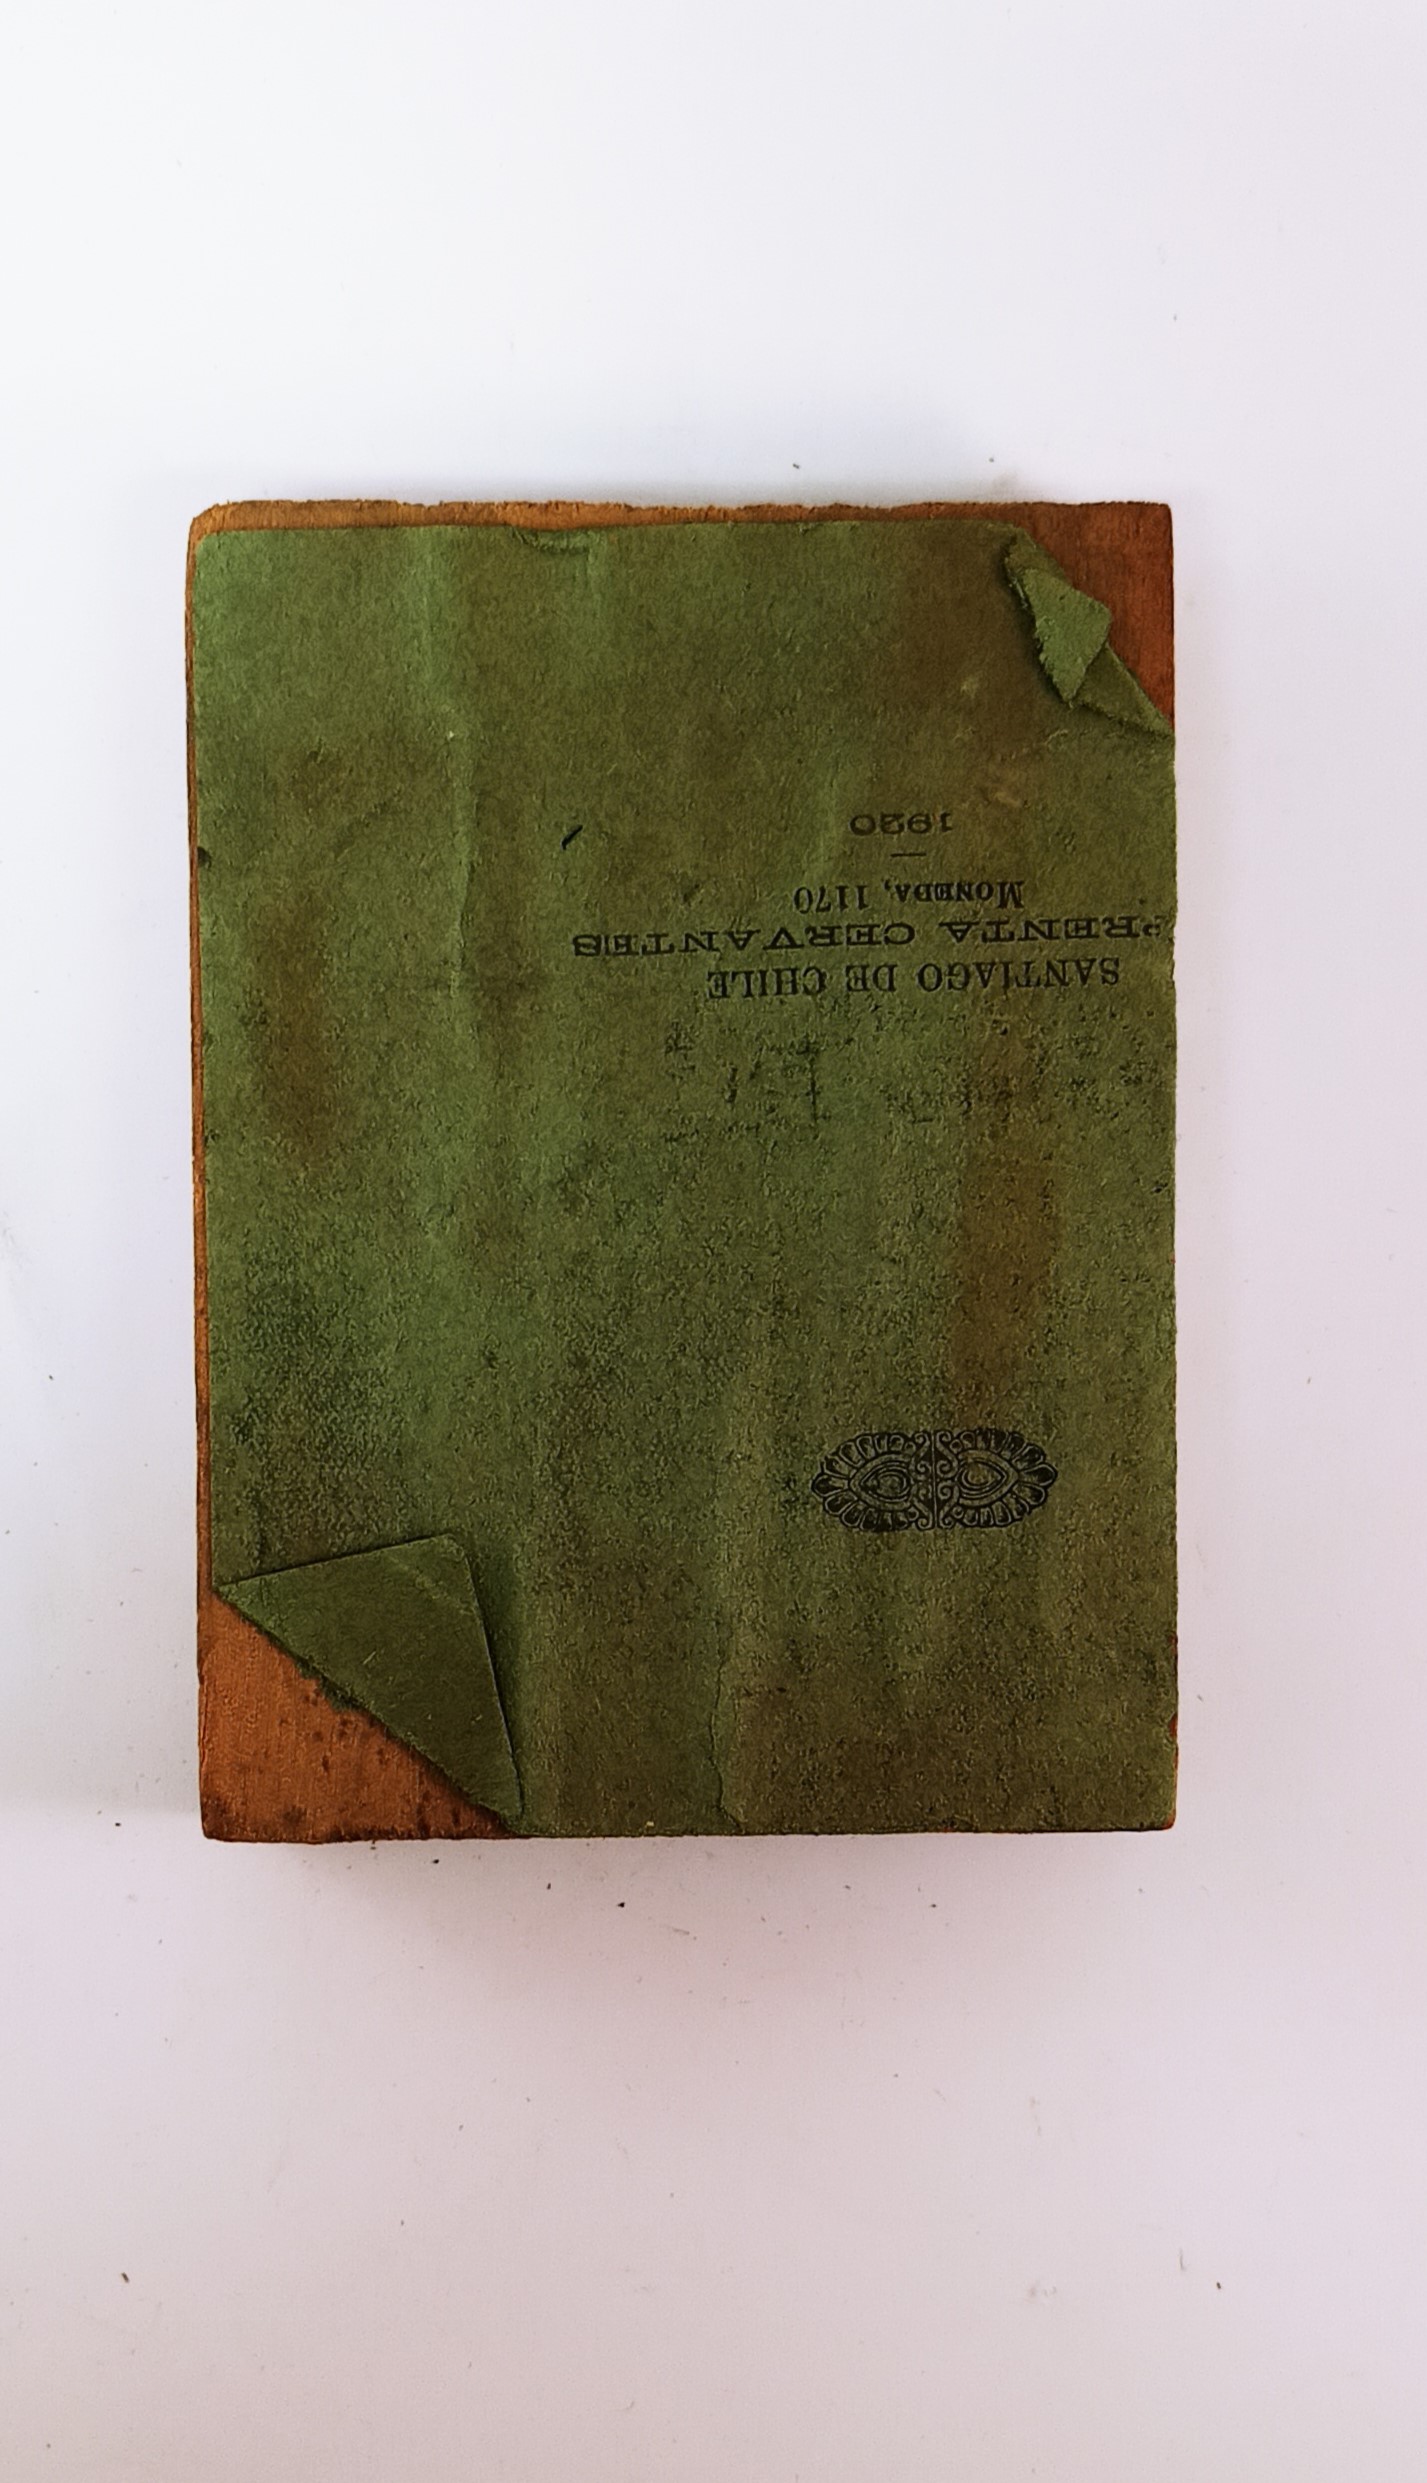 SANTIAGO DE CHILE
PRENTA CERVANTES
MONEDA, 1170
1920